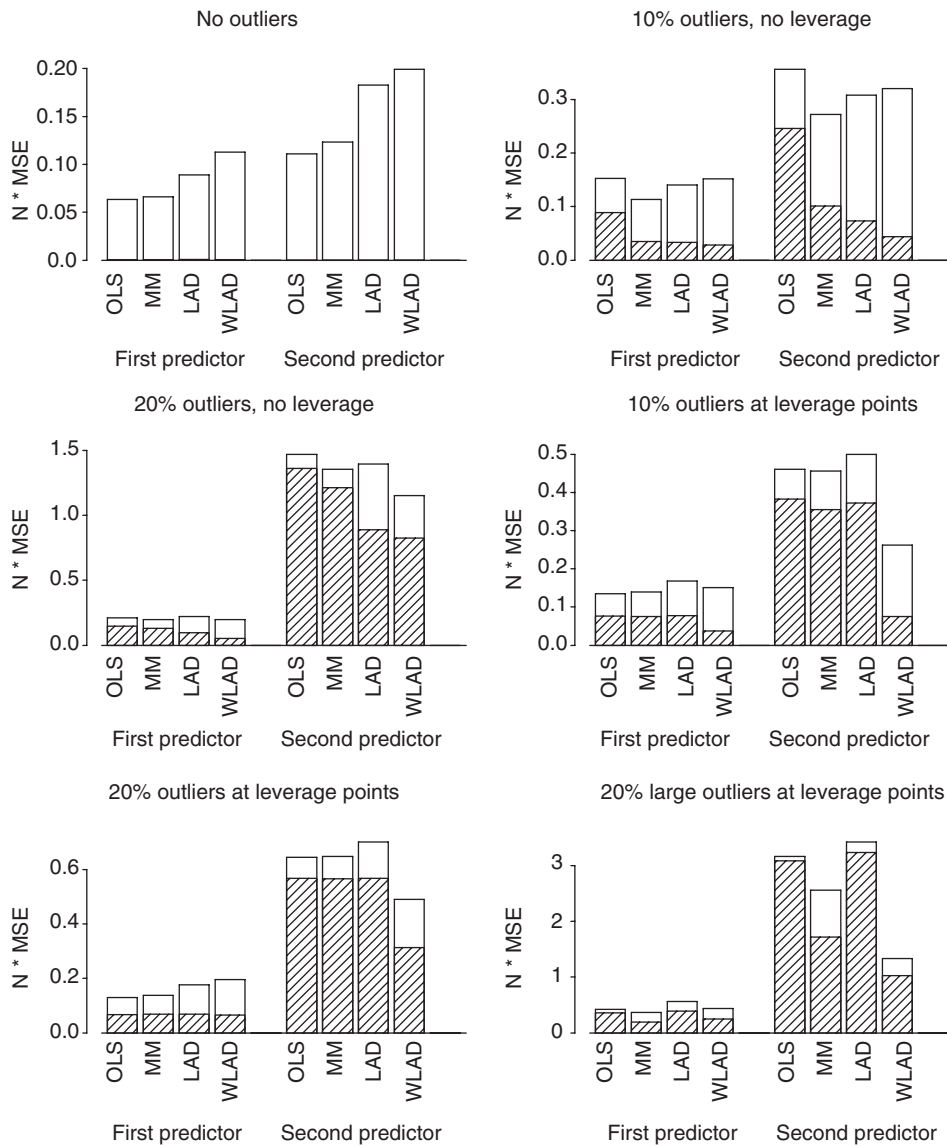 No outliers
N * MSE
0.20
0.15
0.10
0.05
0.0
OLS
MM
LAD
WLAD
OLS
MM
LAD
WLAD
First predictor
Second predictor
10% outliers, no leverage
N * MSE
0.3
0.2
0.1
0.0
OLS
MM
LAD
WLAD
OLS
MM
LAD
WLAD
First predictor
Second predictor
20% outliers, no leverage
N * MSE
1.5
1.0
0.5
0.0
OLS
MM
LAD
WLAD
OLS
MM
LAD
WLAD
First predictor
Second predictor
10% outliers at leverage points
N * MSE
0.5
0.4
0.3
0.2
0.1
0.0
OLS
MM
LAD
WLAD
OLS
MM
LAD
WLAD
First predictor
Second predictor
20% outliers at leverage points
N * MSE
0.6
0.4
0.2
0.0
OLS
MM
LAD
WLAD
OLS
MM
LAD
WLAD
First predictor
Second predictor
20% large outliers at leverage points
N * MSE
3
2
1
0
OLS
MM
LAD
WLAD
OLS
MM
LAD
WLAD
First predictor
Second predictor